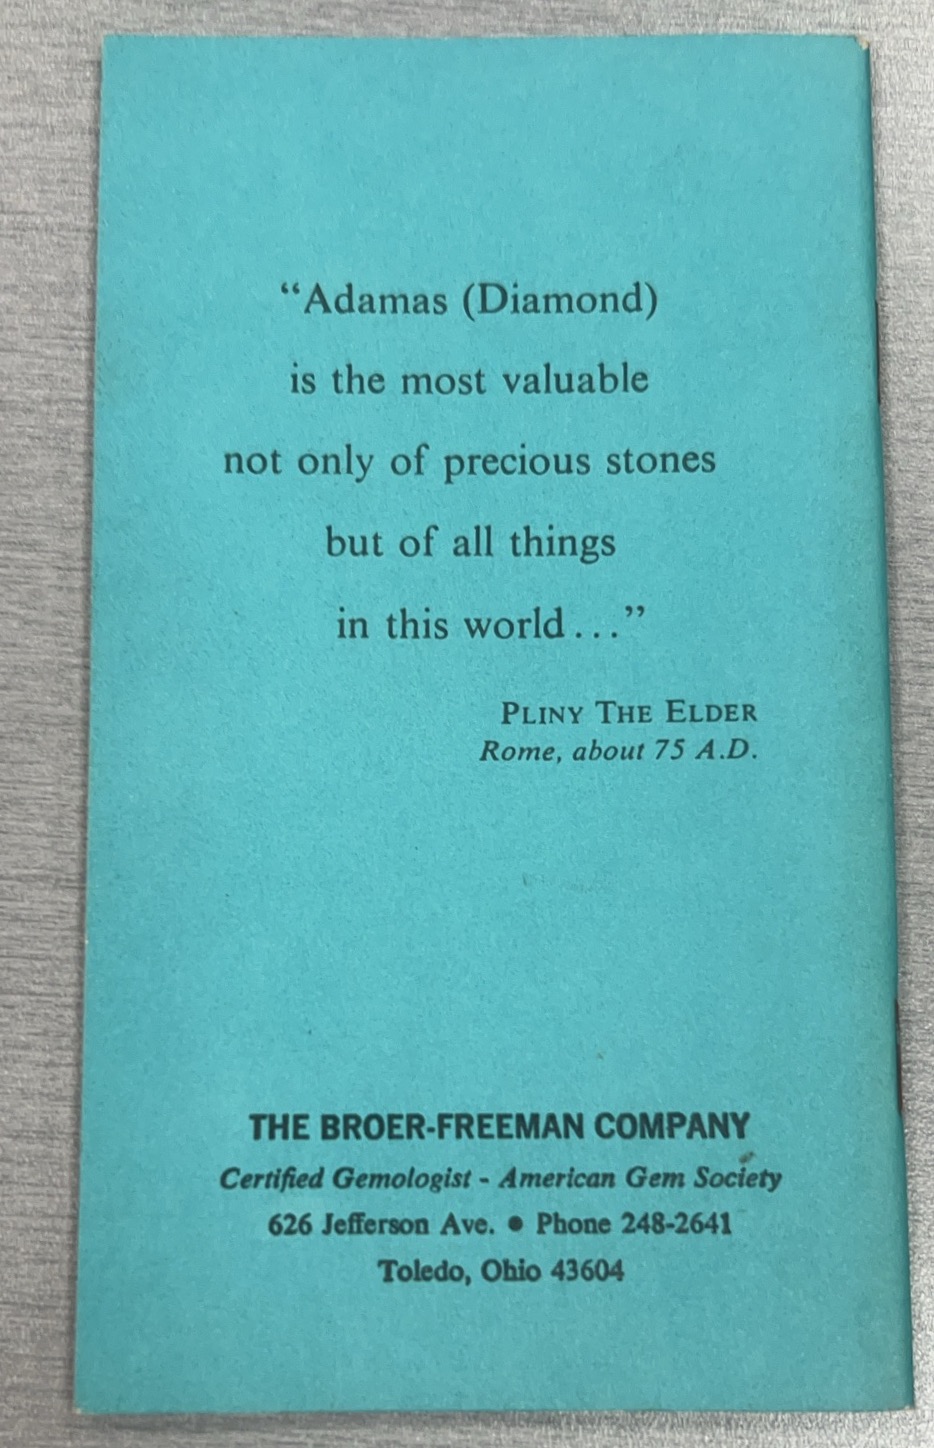 “Adamas (Diamond)
is the most valuable
not only of precious stones
but of all things
in this world . . .”
PLINY THE ELDER
Rome, about 75 A.D.
THE BROER-FREEMAN COMPANY
Certified Gemologist - American Gem Society
626 Jefferson Ave. ● Phone 248-2641
Toledo, Ohio 43604